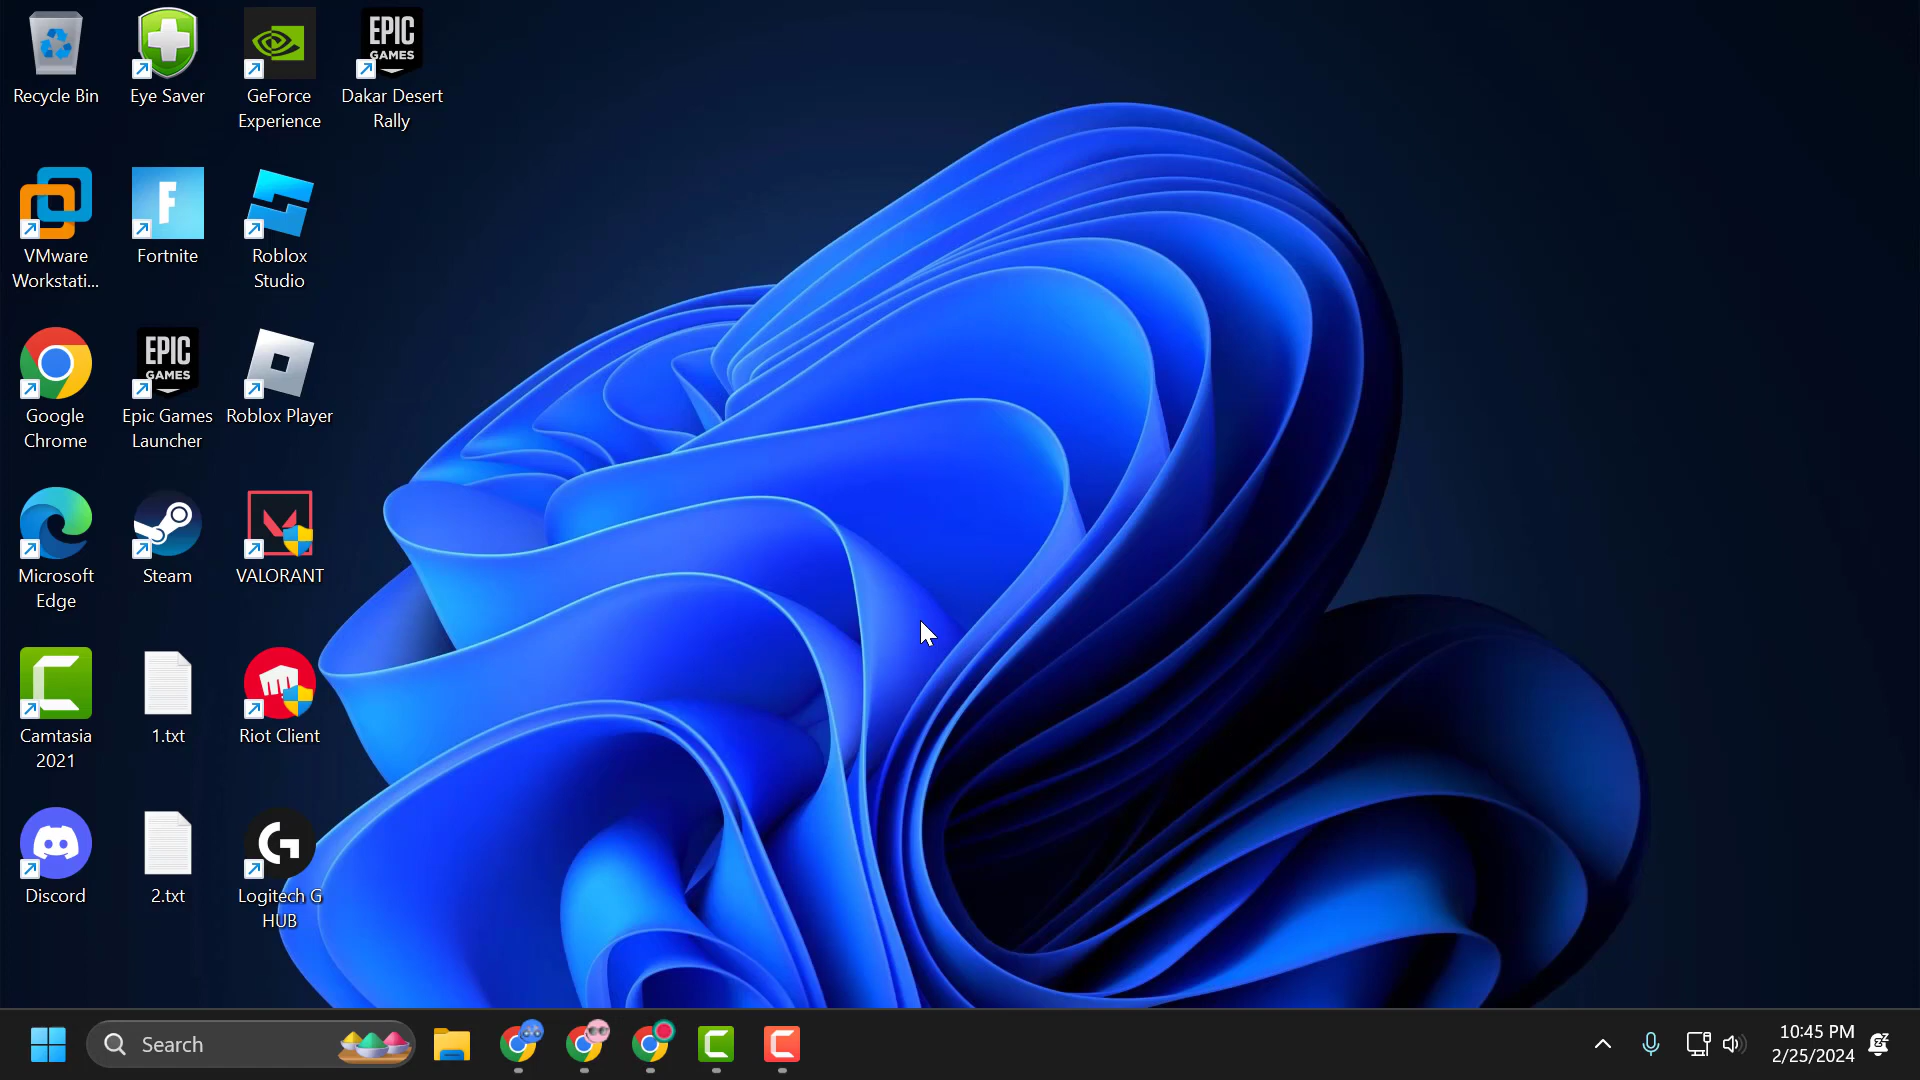 Recycle Bin
Eye Saver
GeForce
Experience
EPIC
GAMES
Dakar Desert
Rally
VMware
Workstati...
F
Fortnite
Roblox
Studio
Google
Chrome
EPIC
GAMES
Epic Games
Launcher
Roblox Player
Microsoft
Edge
Steam
VALORANT
Camtasia
2021
1.txt
Riot Client
Discord
2.txt
Logitech G
HUB
Search
10:45 PM
2/25/2024